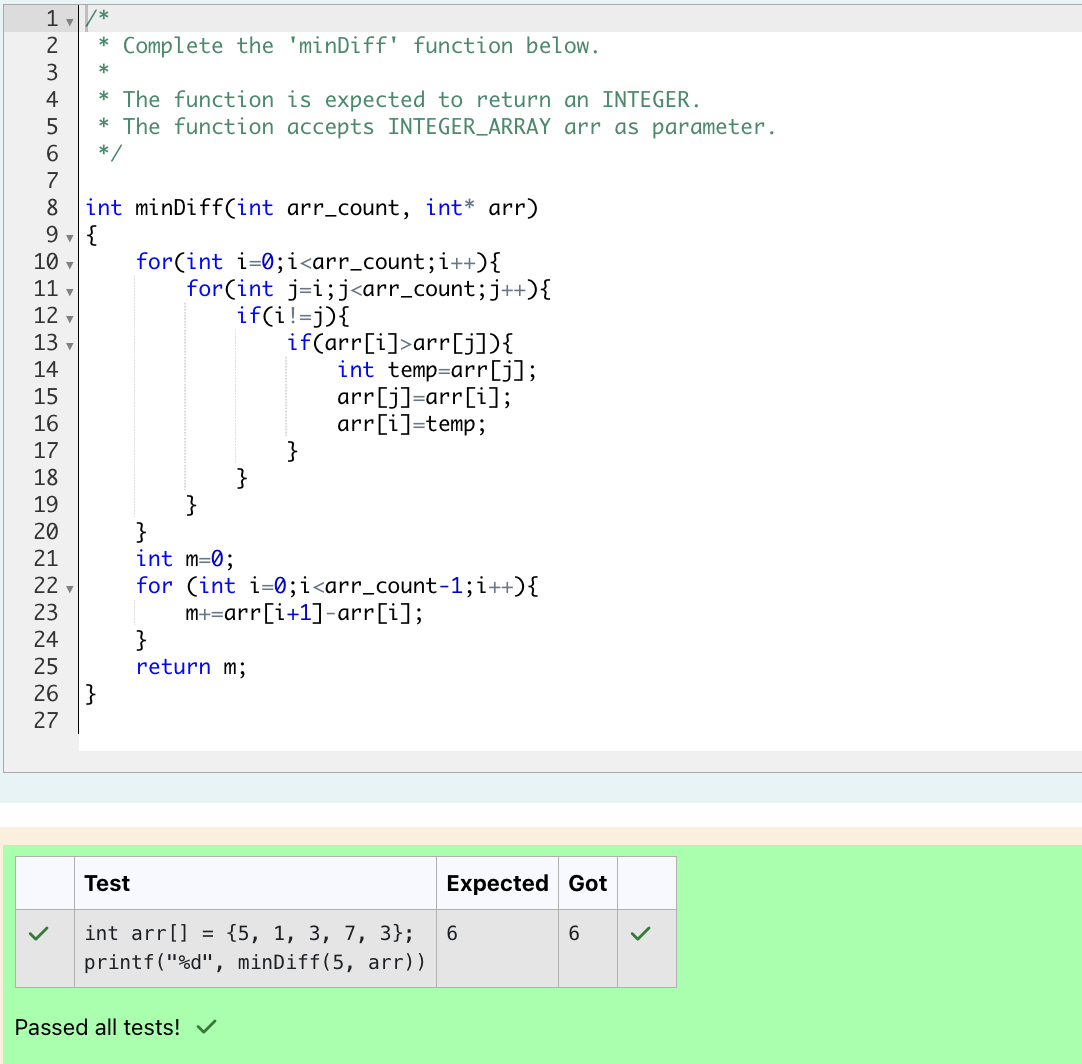 1 /*
2  * Complete the 'minDiff' function below.
3  *
4  * The function is expected to return an INTEGER.
5  * The function accepts INTEGER_ARRAY arr as parameter.
6  */
7
8 int minDiff(int arr_count, int* arr)
9 {
10     for(int i=0;i<arr_count;i++){
11         for(int j=i;j<arr_count;j++){
12             if(i!=j){
13                 if(arr[i]>arr[j]){
14                     int temp=arr[j];
15                     arr[j]=arr[i];
16                     arr[i]=temp;
17                 }
18             }
19         }
20     }
21     int m=0;
22     for (int i=0;i<arr_count-1;i++){
23         m+=arr[i+1]-arr[i];
24     }
25     return m;
26 }
27
Test Expected Got
int arr[] = {5, 1, 3, 7, 3}; 6 6
printf("%d", minDiff(5, arr))
Passed all tests!